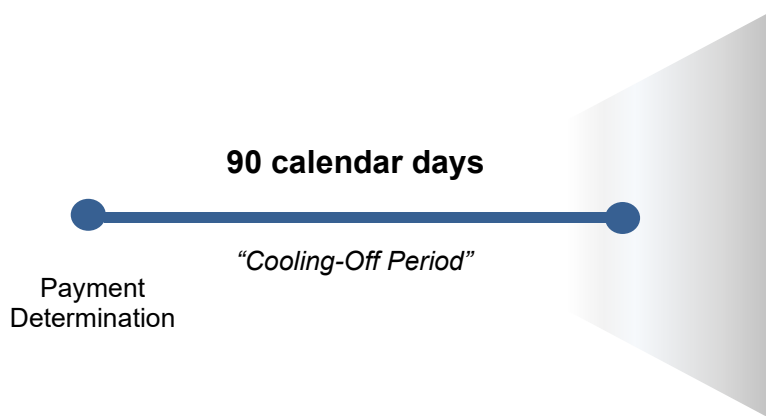 90 calendar days
“Cooling-Off Period”
Payment
Determination